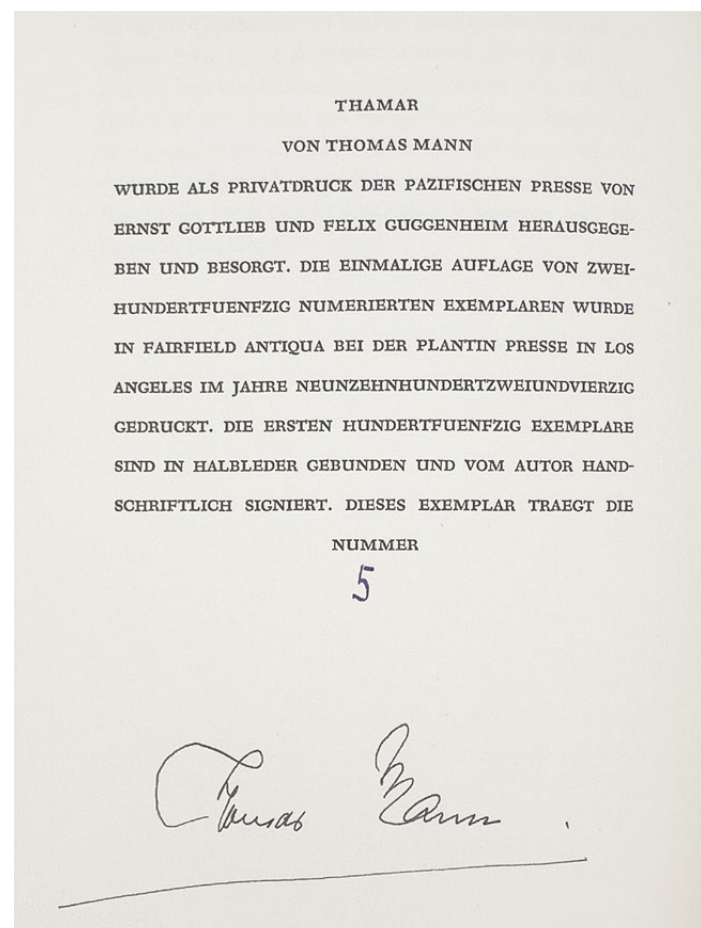 THAMAR
VON THOMAS MANN
WURDE ALS PRIVATDRUCK DER PAZIFISCHEN PRESSE VON
ERNST GOTTLIEB UND FELIX GUGGENHEIM HERAUSGEGE-
BEN UND BESORGT. DIE EINMALIGE AUFLAGE VON ZWEI-
HUNDERTFUENFZIG NUMERIERTEN EXEMPLAREN WURDE
IN FAIRFIELD ANTIQUA BEI DER PLANTIN PRESSE IN LOS
ANGELES IM JAHRE NEUNZEHNHUNDERTZWEIUNDVIERZIG
GEDRUCKT. DIE ERSTEN HUNDERTFUENFZIG EXEMPLARE
SIND IN HALBLEDER GEBUNDEN UND VOM AUTOR HAND-
SCHRIFTLICH SIGNIERT. DIESES EXEMPLAR TRAEGT DIE
NUMMER
5
Thomas Mann.